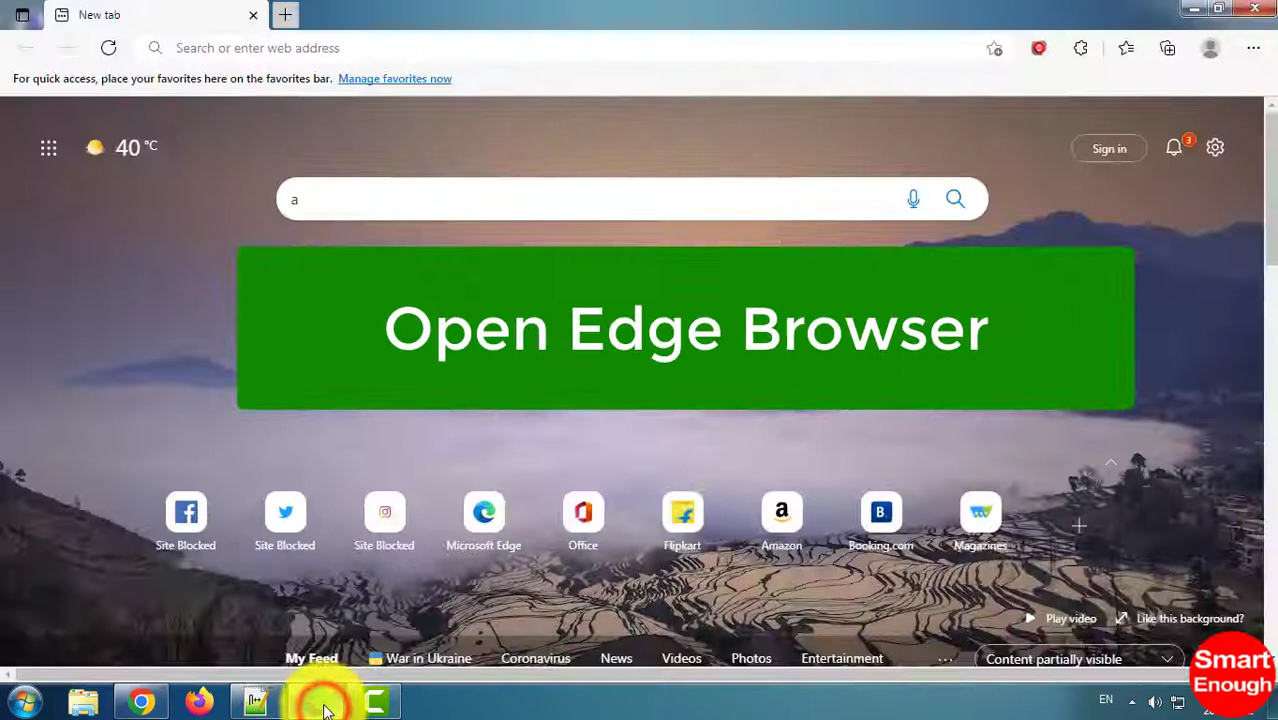 New tab
Search or enter web address
For quick access, place your favorites here on the favorites bar. Manage favorites now
40 °C
Sign in
3
a
Open Edge Browser
Site Blocked
Site Blocked
Site Blocked
Microsoft Edge
Office
Flipkart
Amazon
Booking.com
Magazines
Play video
Like this background?
My Feed
War in Ukraine
Coronavirus
News
Videos
Photos
Entertainment
...
Content partially visible
Smart
Enough
EN